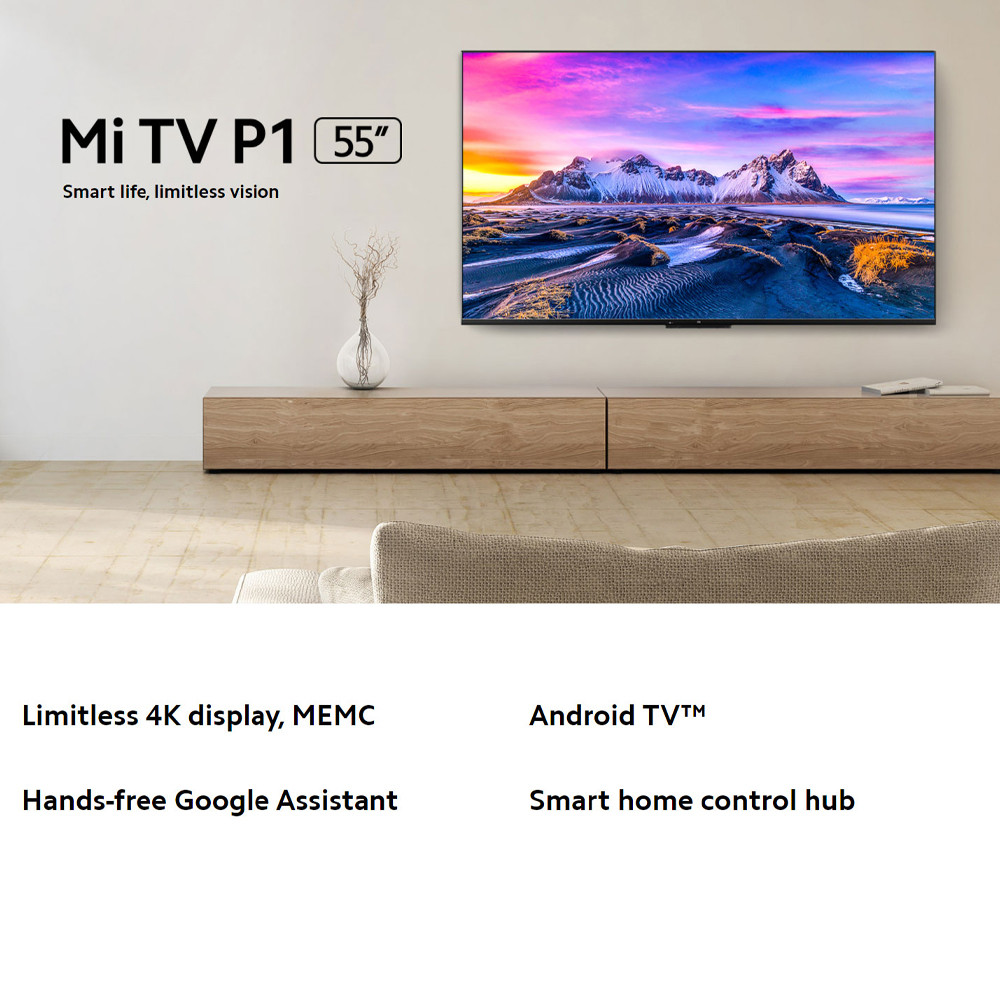 Mi TV P1 55″
Smart life, limitless vision
Limitless 4K display, MEMC
Android TV™
Hands-free Google Assistant
Smart home control hub